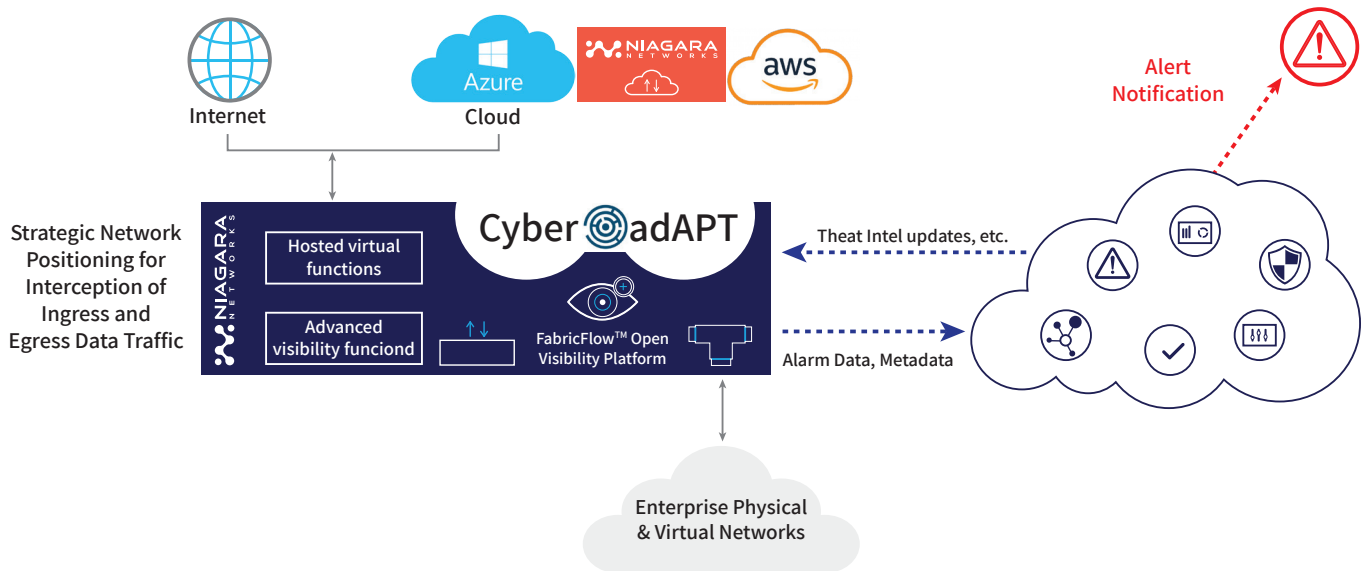 Internet
Azure
Cloud
NIAGARA
NETWORKS
aws
Alert
Notification
Strategic Network
Positioning for
Interception of
Ingress and
Egress Data Traffic
NIAGARA
NETWORKS
Hosted virtual
functions
Advanced
visibility funciond
Cyber adAPT
FabricFlow™ Open
Visibility Platform
Theat Intel updates, etc.
Alarm Data, Metadata
Enterprise Physical
& Virtual Networks